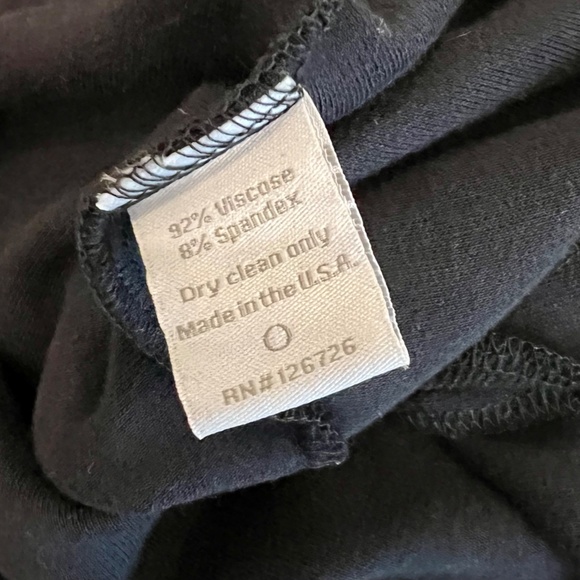 92% Viscose
8% Spandex
Dry clean only
Made in the U.S.A.
RN#126726